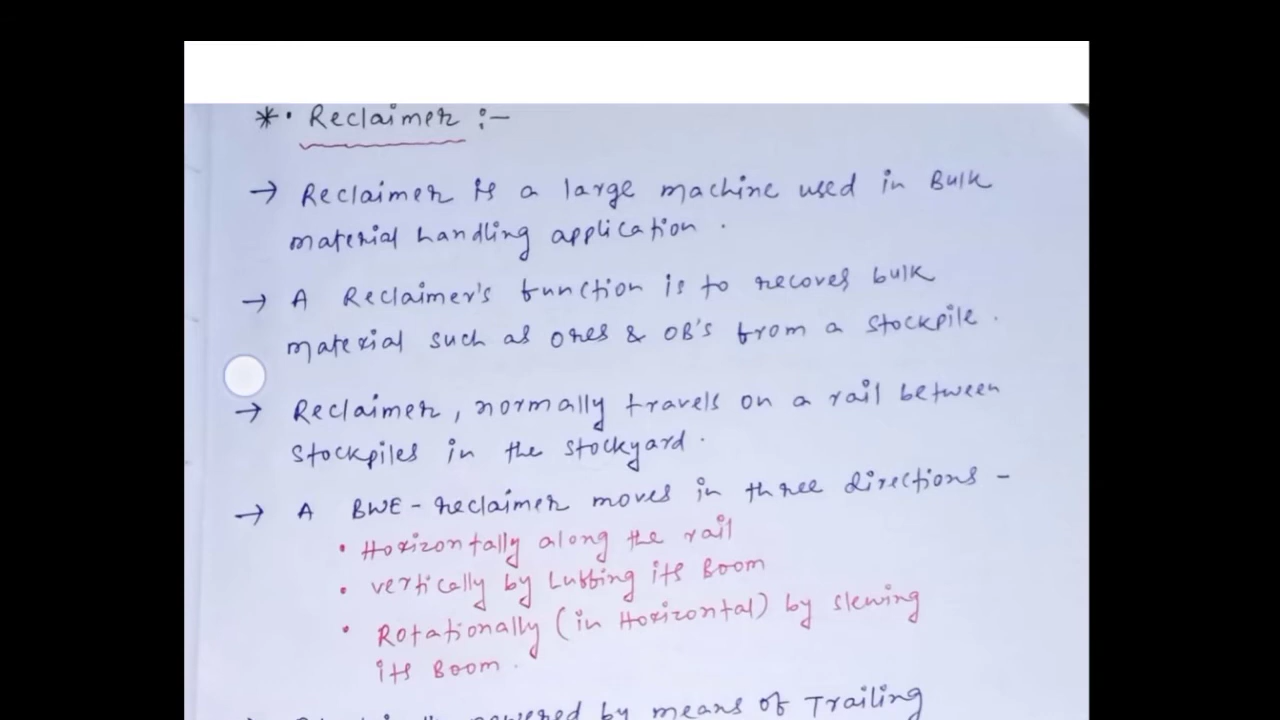 *• Reclaimer :-
→ Reclaimer is a large machine used in Bulk
material handling application.
→ A Reclaimer's function is to recover bulk
material such as ores & OB's from a stockpile.
→ Reclaimer, normally travels on a rail between
stockpiles in the stockyard.
→ A BWE-reclaimer moves in three directions -
• Horizontally along the rail
• vertically by Luffing its Boom
• Rotationally (in Horizontal) by slewing
its Boom.
powered by means of Trailing